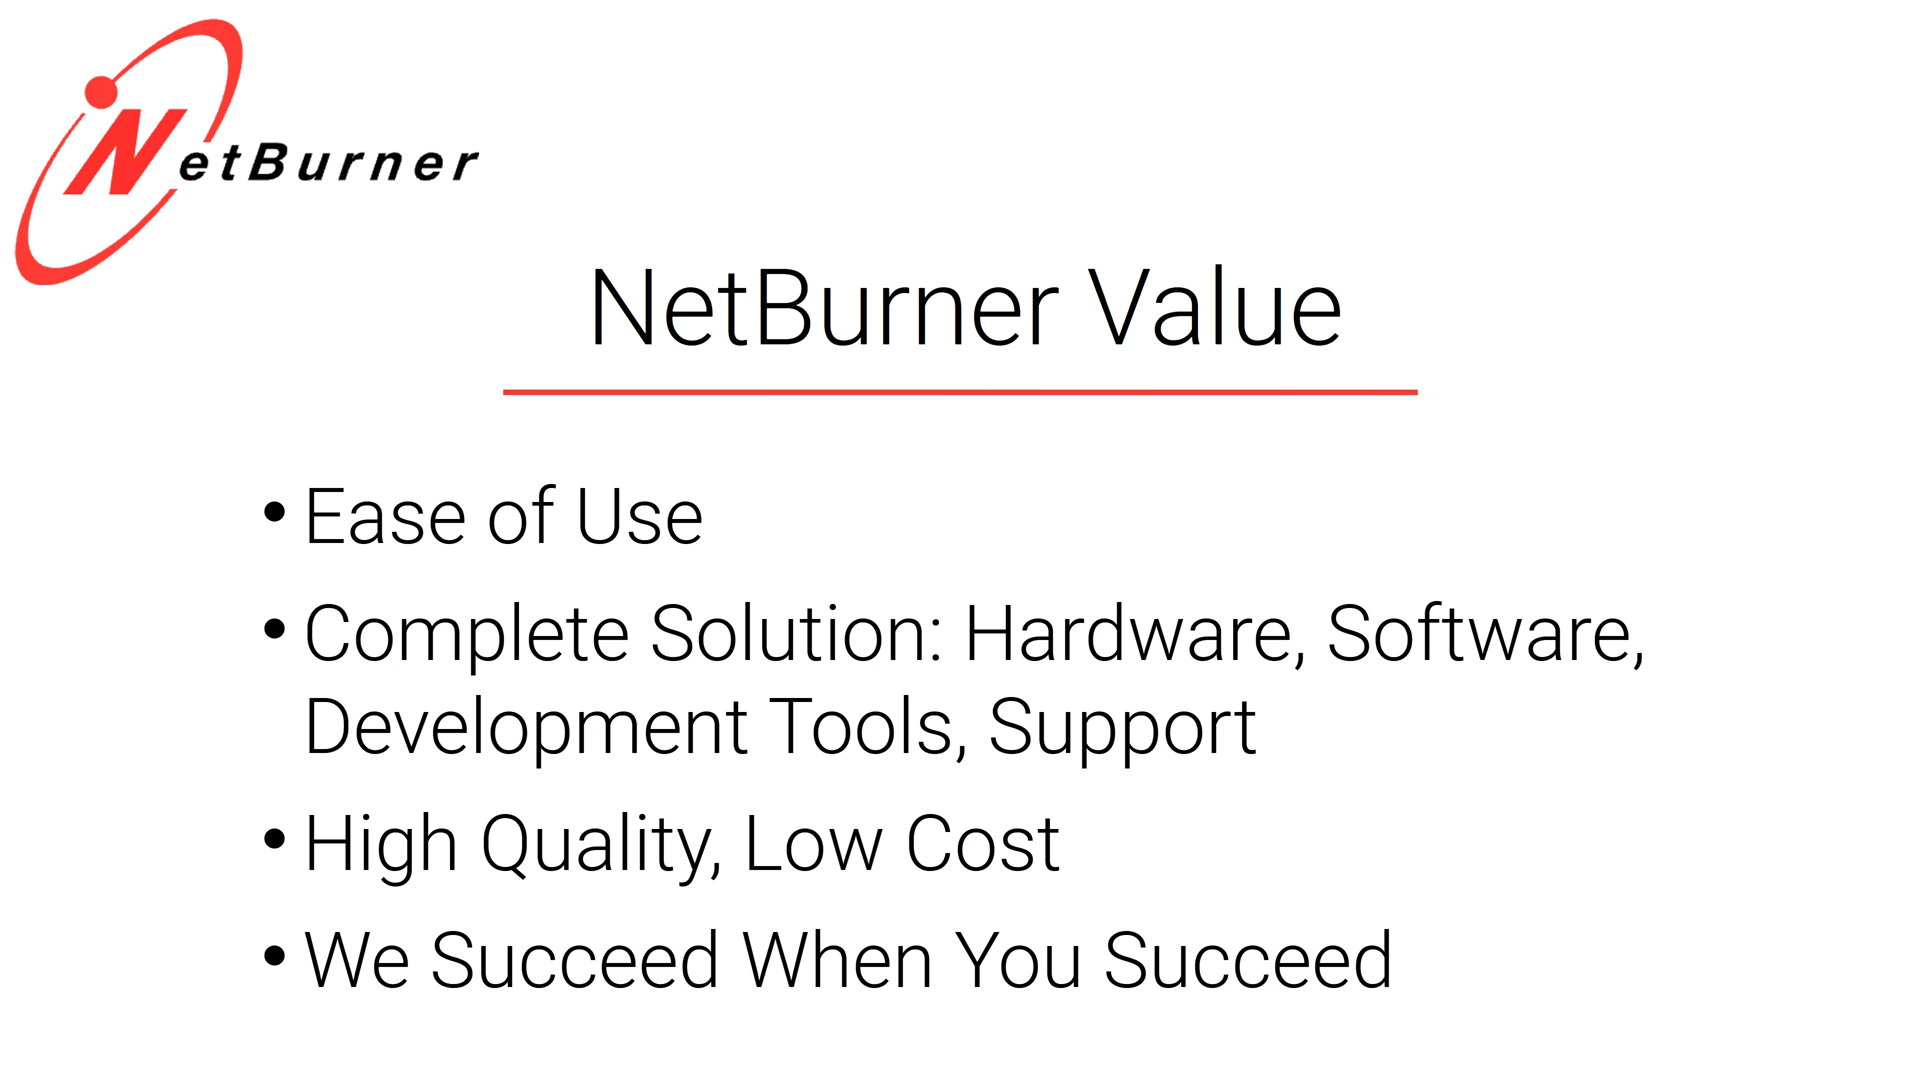 NetBurner
NetBurner Value
• Ease of Use
• Complete Solution: Hardware, Software,
Development Tools, Support
• High Quality, Low Cost
• We Succeed When You Succeed